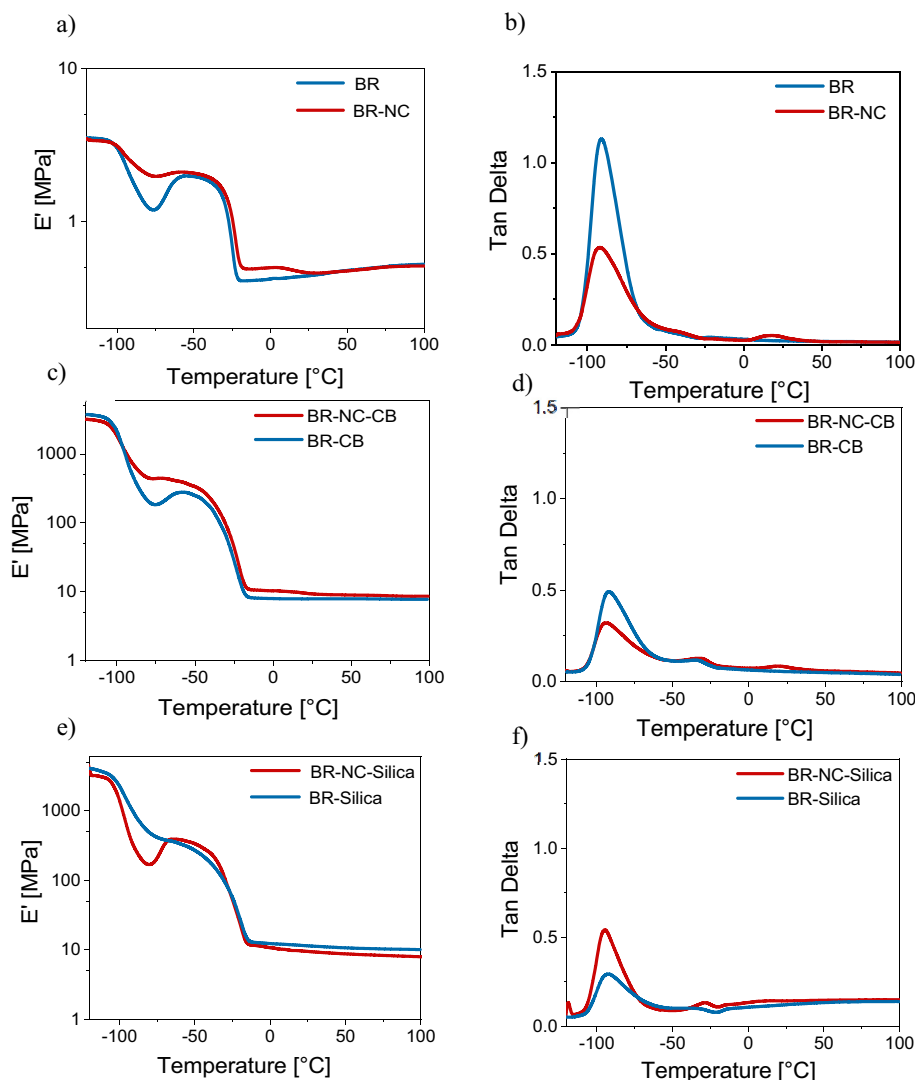 a)
E' [MPa]
10
1
BR
BR-NC
-100 -50 0 50 100
Temperature [°C]
b)
Tan Delta
1.5
1.0
0.5
0.0
BR
BR-NC
-100 -50 0 50 100
Temperature [°C]
c)
E' [MPa]
1000
100
10
1
BR-NC-CB
BR-CB
-100 -50 0 50 100
Temperature [°C]
d)
Tan Delta
1.5
1.0
0.5
0.0
BR-NC-CB
BR-CB
-100 -50 0 50 100
Temperature [°C]
e)
E' [MPa]
1000
100
10
1
BR-NC-Silica
BR-Silica
-100 -50 0 50 100
Temperature [°C]
f)
Tan Delta
1.5
1.0
0.5
0.0
BR-NC-Silica
BR-Silica
-100 -50 0 50 100
Temperature [°C]